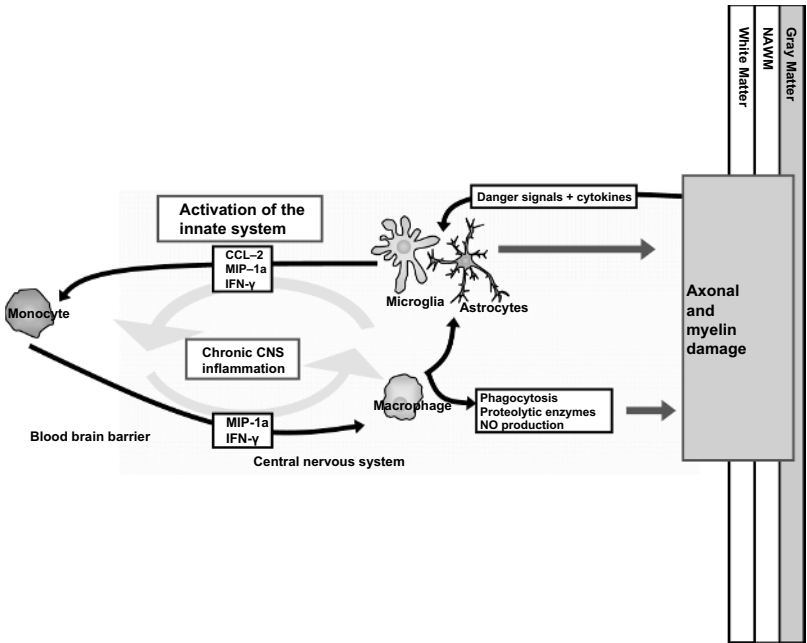 White Matter
NAWM
Gray Matter
Danger signals + cytokines
Activation of the
innate system
CCL–2
MIP–1a
IFN-γ
Microglia
Astrocytes
Monocyte
Axonal
and
myelin
damage
Chronic CNS
inflammation
Macrophage
Phagocytosis
Proteolytic enzymes
NO production
MIP-1a
IFN-γ
Blood brain barrier
Central nervous system